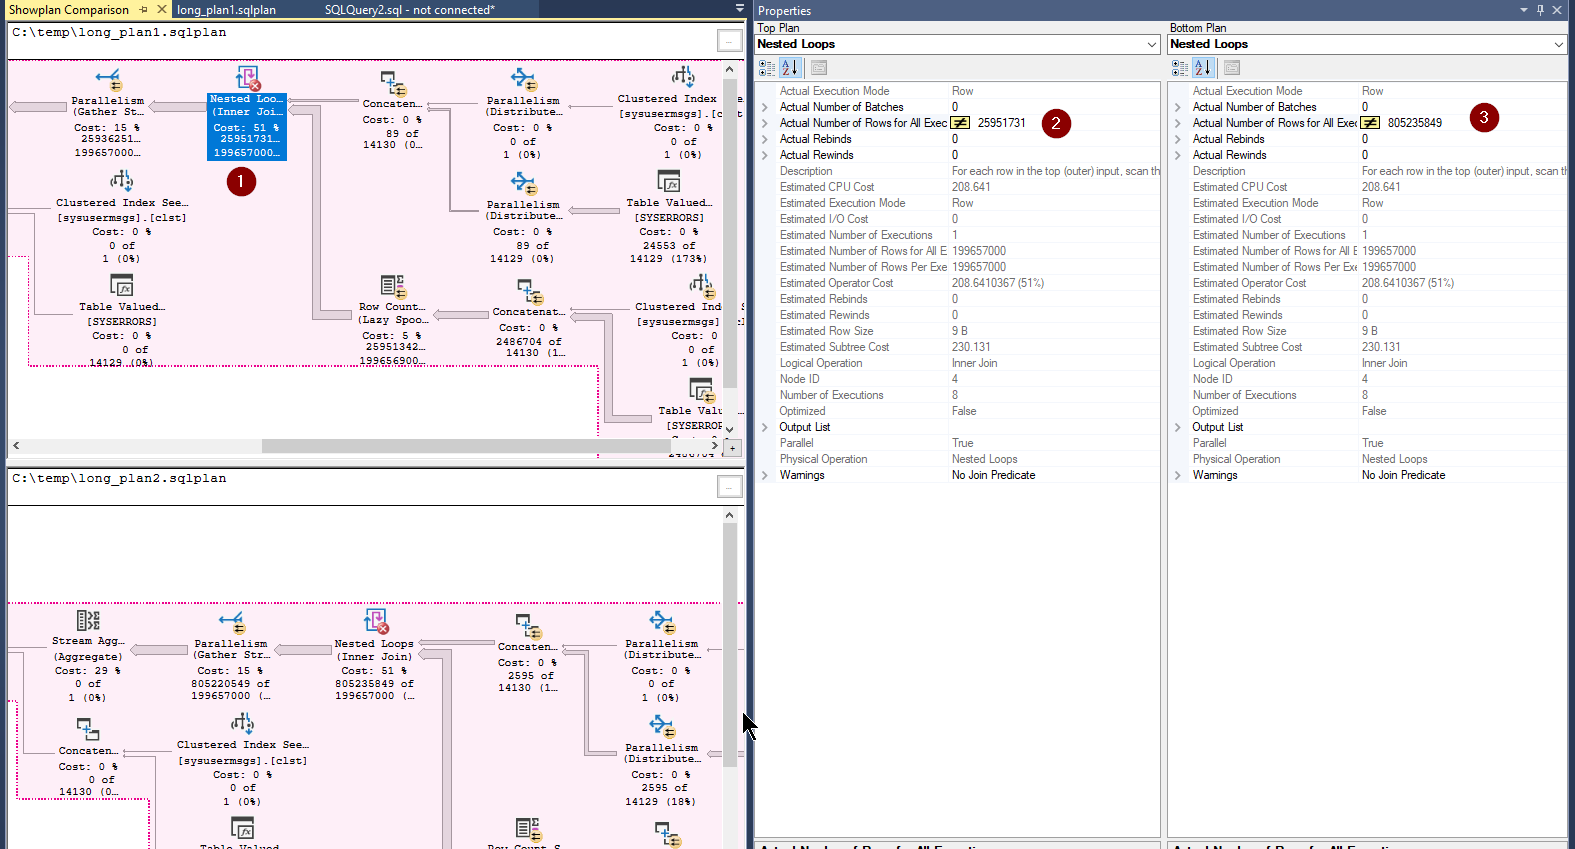 Showplan Comparison
long_plan1.sqlplan
SQLQuery2.sql - not connected*
C:\temp\long_plan1.sqlplan
...
Parallelism
(Gather St...
Cost: 15 %
25936251...
199657000...
Nested Loo...
(Inner Joi...
Cost: 51 %
25951731...
199657000...
1
Concaten...
Cost: 0 %
89 of
14130 (0...
Parallelism
(Distribute...
Cost: 0 %
0 of
1 (0%)
Clustered Index Se...
[sysusermsgs].[c
Cost: 0 %
0 of
1 (0%)
Clustered Index See...
[sysusermsgs].[clst]
Cost: 0 %
0 of
1 (0%)
Parallelism
(Distribute...
Cost: 0 %
89 of
14129 (0%)
Table Valued...
[SYSERRORS]
Cost: 0 %
24553 of
14129 (173%)
Table Valued...
[SYSERRORS]
Cost: 0 %
0 of
14129 (0%)
Row Count...
(Lazy Spoo...
Cost: 5 %
25951342...
199656900...
Concatenat...
Cost: 0 %
2486704 of
14130 (1...
Clustered Ind
[sysusermsgs]
Cost: 0
0 of
1 (0%)
Table Valu...
[SYSERROR
C:\temp\long_plan2.sqlplan
...
Stream Agg...
(Aggregate)
Cost: 29 %
0 of
1 (0%)
Parallelism
(Gather Str...
Cost: 15 %
805220549 of
199657000 (...
Nested Loops
(Inner Join)
Cost: 51 %
805235849 of
199657000 (...
Concaten...
Cost: 0 %
2595 of
14130 (1...
Parallelism
(Distribute...
Cost: 0 %
0 of
1 (0%)
Concaten...
Cost: 0 %
0 of
14130 (0...
Clustered Index See...
[sysusermsgs].[clst]
Cost: 0 %
0 of
1 (0%)
Parallelism
(Distribute...
Cost: 0 %
2595 of
14129 (18%)
Table Valued
Row Count S
Properties
Top Plan
Nested Loops
Actual Execution Mode Row
Actual Number of Batches 0
Actual Number of Rows for All Exec ≠ 25951731
2
Actual Rebinds 0
Actual Rewinds 0
Description For each row in the top (outer) input, scan th
Estimated CPU Cost 208.641
Estimated Execution Mode Row
Estimated I/O Cost 0
Estimated Number of Executions 1
Estimated Number of Rows for All E 199657000
Estimated Number of Rows Per Exe 199657000
Estimated Operator Cost 208.6410367 (51%)
Estimated Rebinds 0
Estimated Rewinds 0
Estimated Row Size 9 B
Estimated Subtree Cost 230.131
Logical Operation Inner Join
Node ID 4
Number of Executions 8
Optimized False
Output List
Parallel True
Physical Operation Nested Loops
Warnings No Join Predicate
Bottom Plan
Nested Loops
Actual Execution Mode Row
Actual Number of Batches 0
Actual Number of Rows for All Exec ≠ 805235849
3
Actual Rebinds 0
Actual Rewinds 0
Description For each row in the top (outer) input, scan th
Estimated CPU Cost 208.641
Estimated Execution Mode Row
Estimated I/O Cost 0
Estimated Number of Executions 1
Estimated Number of Rows for All E 199657000
Estimated Number of Rows Per Exe 199657000
Estimated Operator Cost 208.6410367 (51%)
Estimated Rebinds 0
Estimated Rewinds 0
Estimated Row Size 9 B
Estimated Subtree Cost 230.131
Logical Operation Inner Join
Node ID 4
Number of Executions 8
Optimized False
Output List
Parallel True
Physical Operation Nested Loops
Warnings No Join Predicate